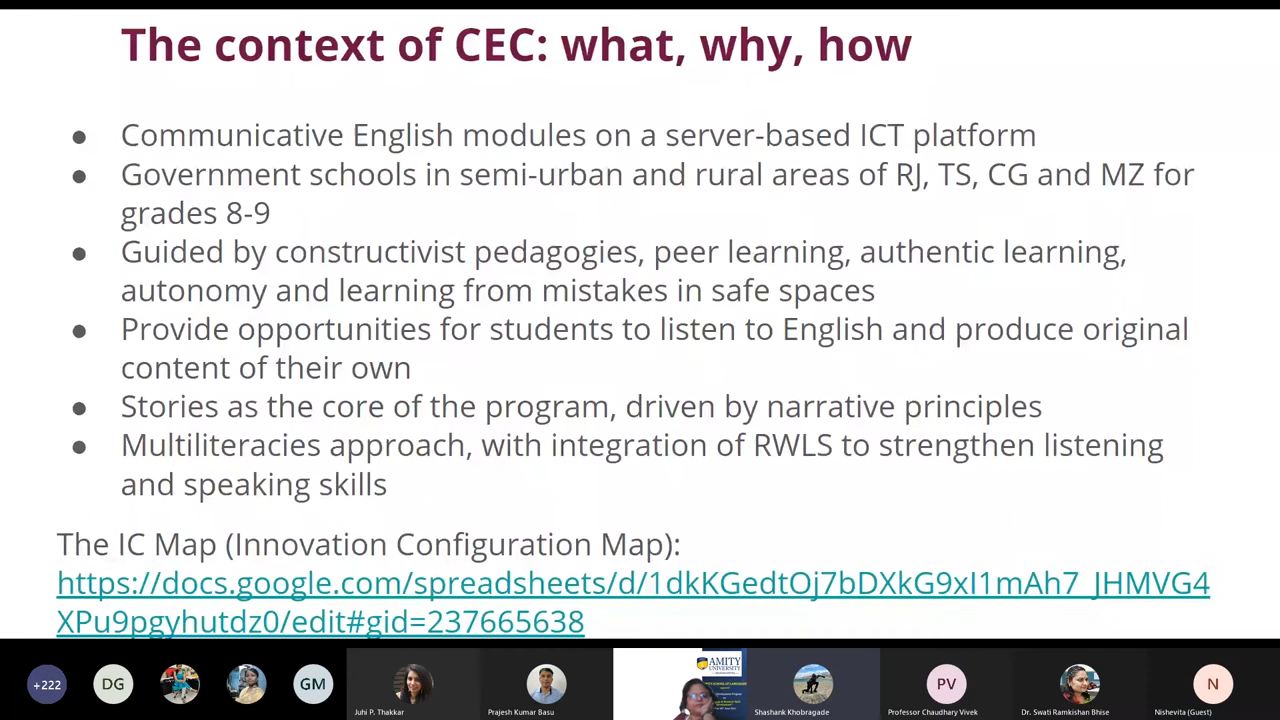 The context of CEC: what, why, how
● Communicative English modules on a server-based ICT platform
● Government schools in semi-urban and rural areas of RJ, TS, CG and MZ for
grades 8-9
● Guided by constructivist pedagogies, peer learning, authentic learning,
autonomy and learning from mistakes in safe spaces
● Provide opportunities for students to listen to English and produce original
content of their own
● Stories as the core of the program, driven by narrative principles
● Multiliteracies approach, with integration of RWLS to strengthen listening
and speaking skills
The IC Map (Innovation Configuration Map):
https://docs.google.com/spreadsheets/d/1dkKGedtOj7bDXkG9xI1mAh7_JHMVG4
XPu9pgyhutdz0/edit#gid=237665638
+222
DG
GM
Juhi P. Thakkar
Prajesh Kumar Basu
AMITY
UNIVERSITY
Shashank Khobragade
PV
Professor Chaudhary Vivek
Dr. Swati Ramkishan Bhise
N
Nishevita (Guest)